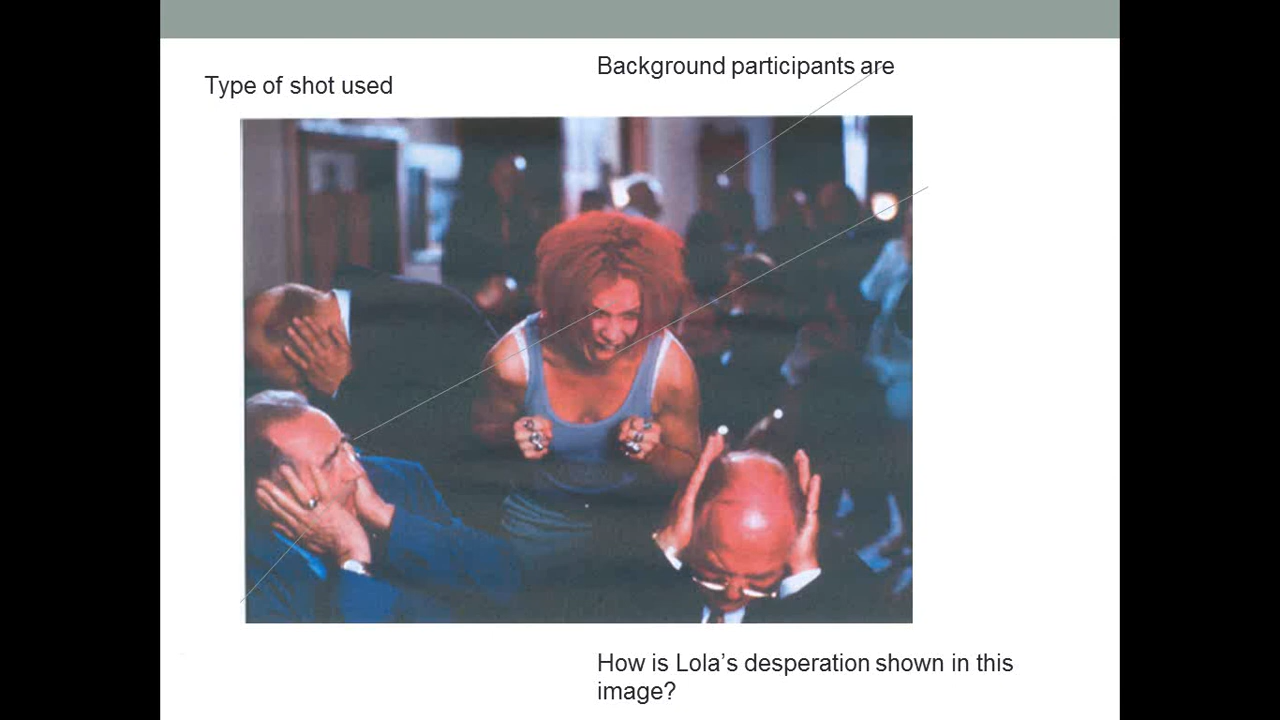 Type of shot used
Background participants are
How is Lola's desperation shown in this
image?